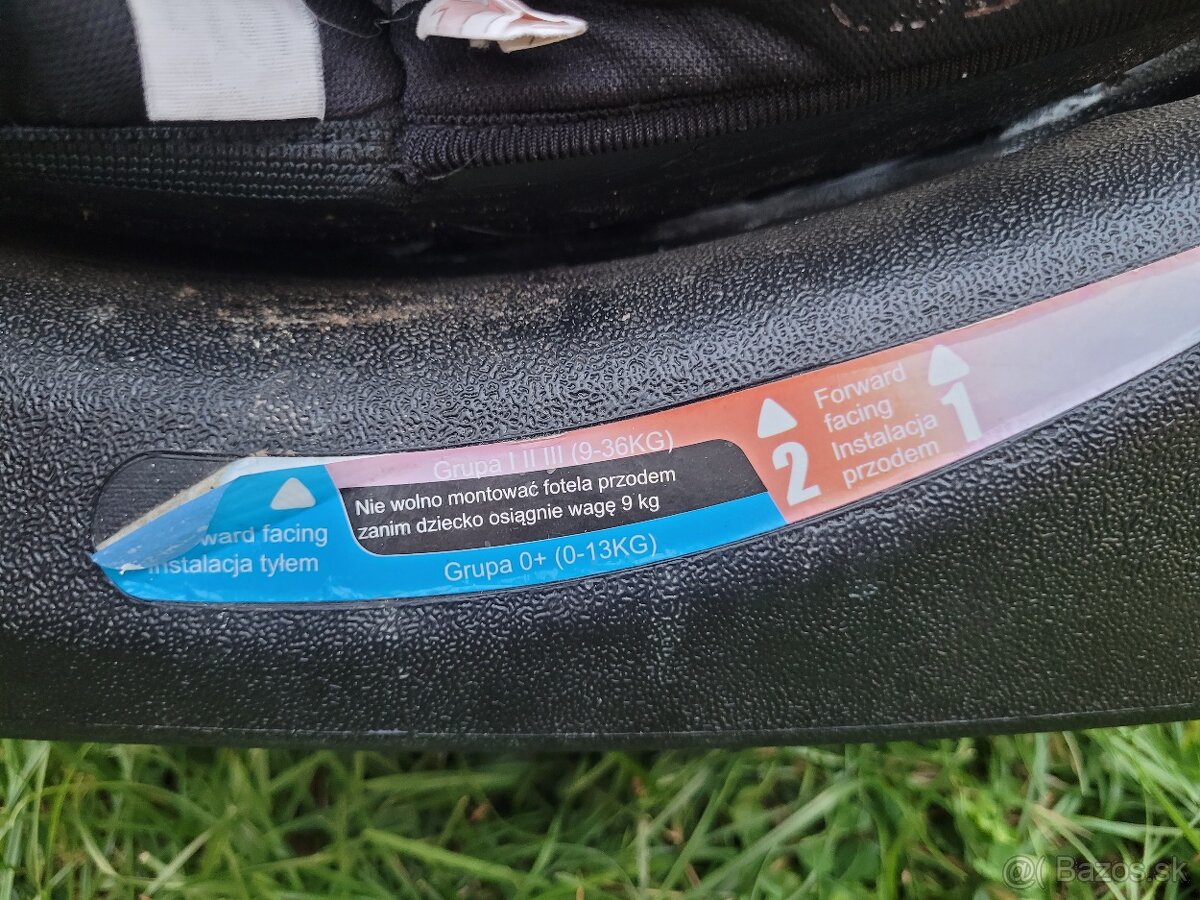 ward facing
instalacja tyłem
Grupa I II III (9-36KG)
Nie wolno montować fotela przodem
zanim dziecko osiągnie wagę 9 kg
Grupa 0+ (0-13KG)
2
Forward
facing
Instalacja
przodem
1
@ Bazos.sk